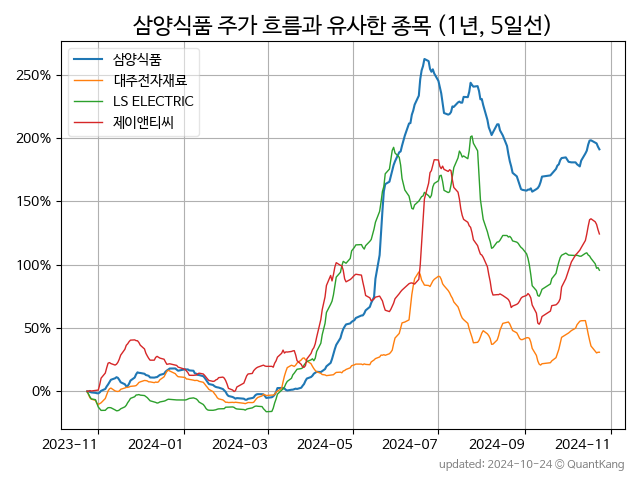 삼양식품 주가 흐름과 유사한 종목 (1년, 5일선)
삼양식품
대주전자재료
LS ELECTRIC
제이앤티씨
250%
200%
150%
100%
50%
0%
2023-11 2024-01 2024-03 2024-05 2024-07 2024-09 2024-11
updated: 2024-10-24 © QuantKang